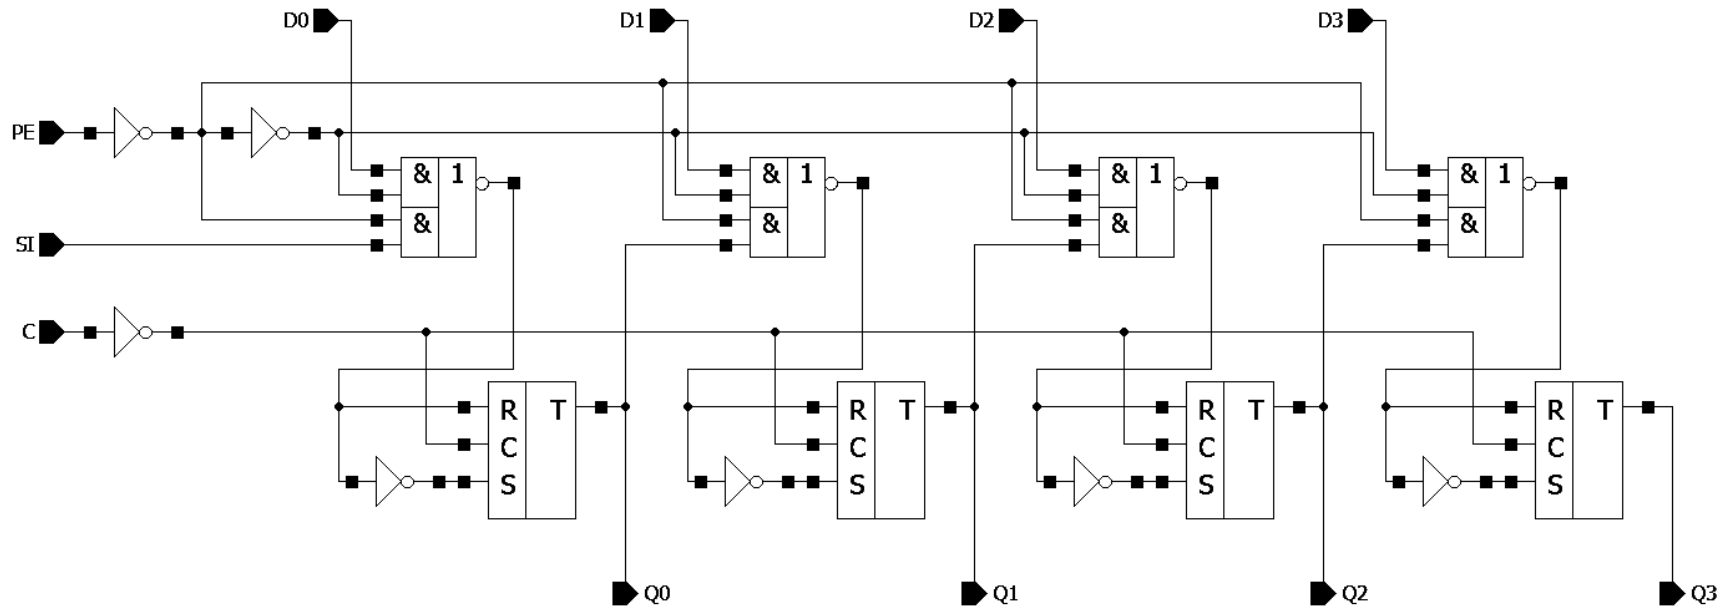 D0 D1 D2 D3
PE
& 1 & 1 & 1 & 1
& & & &
SI
C
R T R T R T R T
C C C C
S S S S
Q0 Q1 Q2 Q3